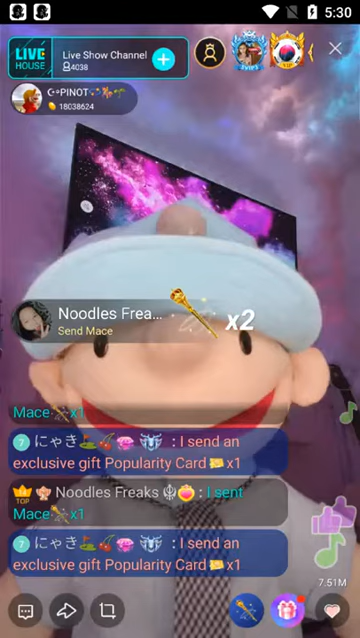 5:30
LIVE
HOUSE
Live Show Channel
4038
PINOT
18038624
Noodles Frea...
Send Mace
x2
Mace x1
7 にゃき : I send an
exclusive gift Popularity Card x1
TOP Noodles Freaks : I sent
Mace x1
7 にゃき : I send an
exclusive gift Popularity Card x1
7.51M